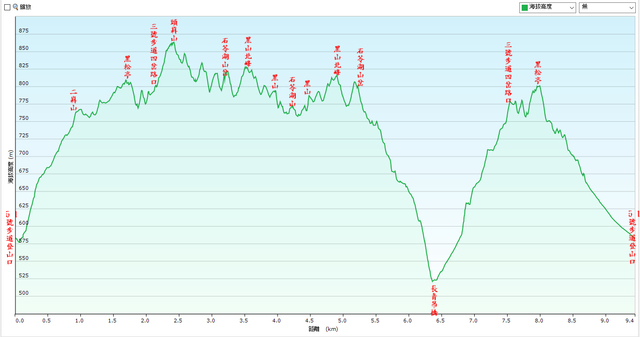 縮放
海拔高度
無
海拔高度 (m)
875
850
825
800
775
750
725
700
675
650
625
600
575
550
525
500
號步道登山口
二寮山
黑松亭
三號步道四岔路口
頭寮山
石苓湖山岔
黑山北峰
黑山
石苓湖山
黑山
黑山北峰
石苓湖山岔
長青吊橋
三號步道四岔路口
黑松亭
號步道登山口
0.0
0.5
1.0
1.5
2.0
2.5
3.0
3.5
4.0
4.5
5.0
5.5
6.0
6.5
7.0
7.5
8.0
8.5
9.0
9.4
距離 (km)